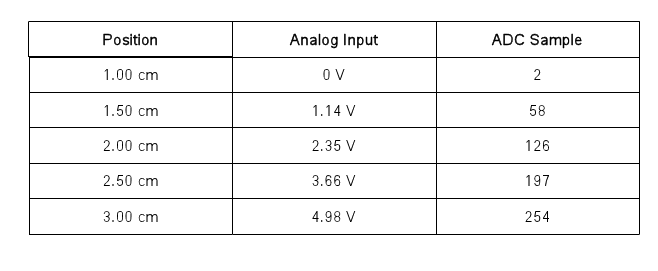 Position Analog Input ADC Sample
1.00 cm 0 V 2
1.50 cm 1.14 V 58
2.00 cm 2.35 V 126
2.50 cm 3.66 V 197
3.00 cm 4.98 V 254